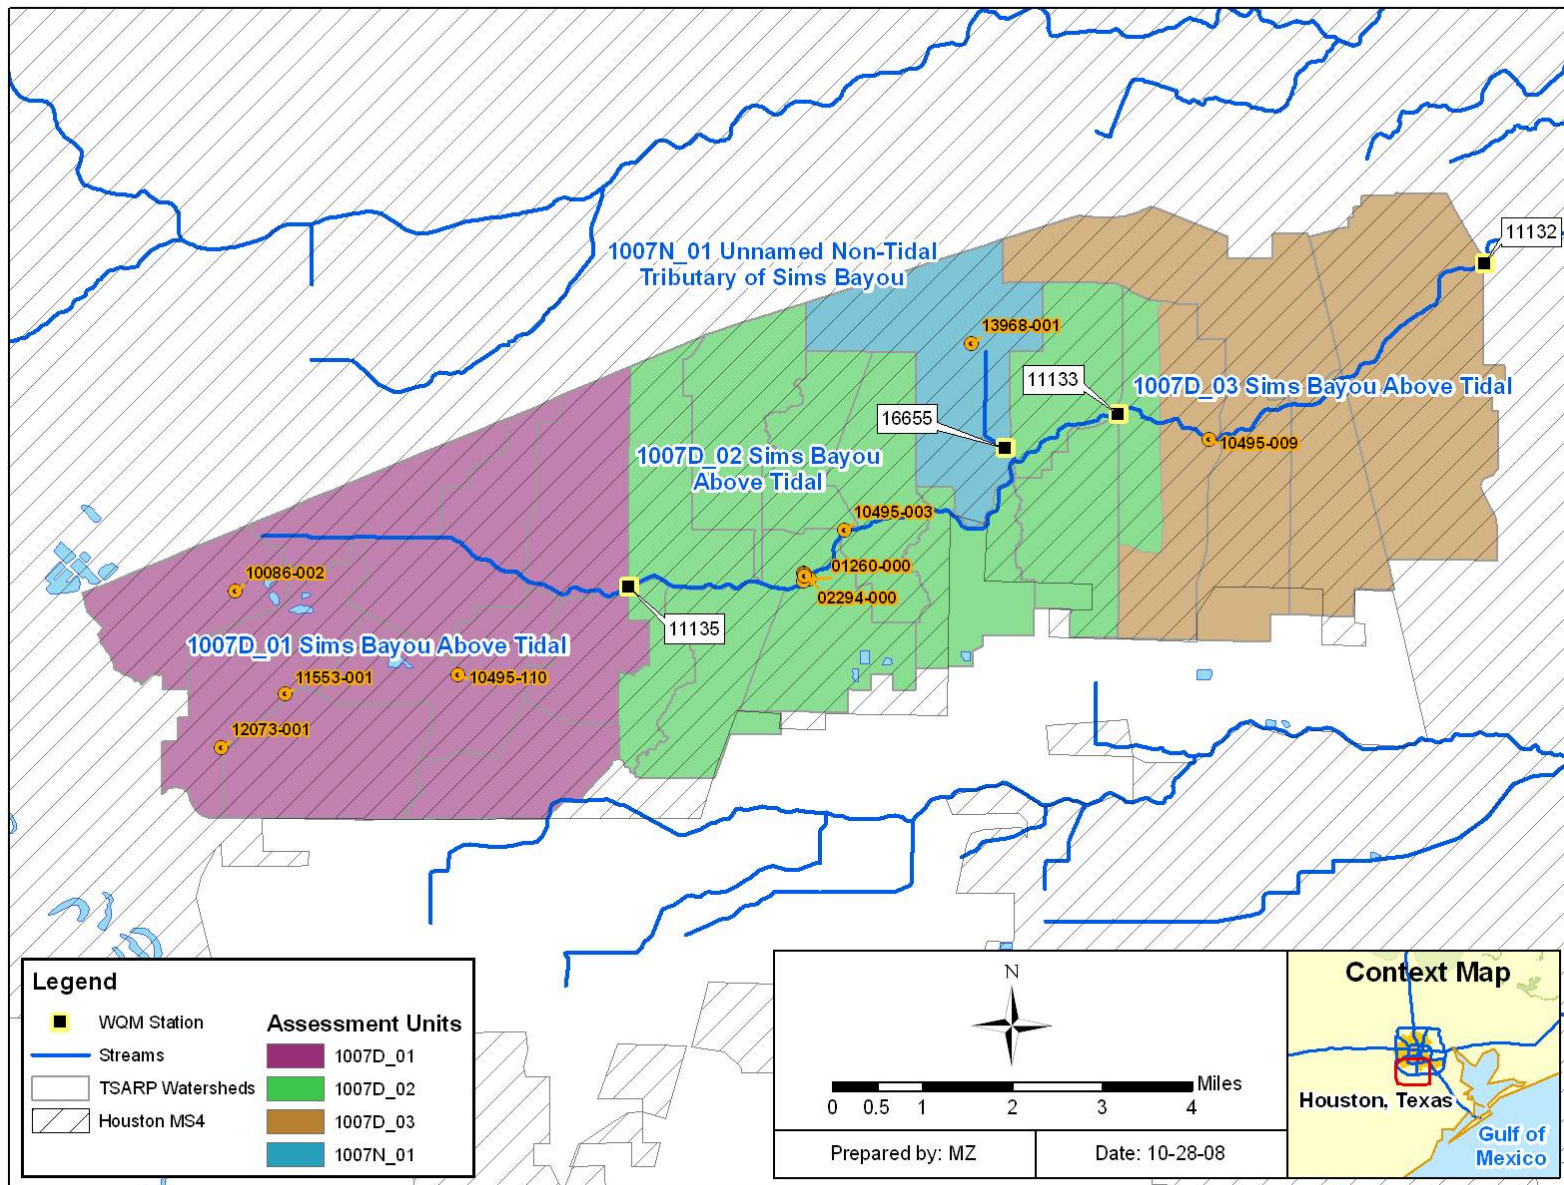 11132
1007N_01 Unnamed Non-Tidal
Tributary of Sims Bayou
13968-001
11133
1007D_03 Sims Bayou Above Tidal
16655
10495-009
1007D_02 Sims Bayou
Above Tidal
10495-003
01260-000
02294-000
10086-002
11135
1007D_01 Sims Bayou Above Tidal
11553-001
10495-110
12073-001
Legend
WQM Station
Streams
TSARP Watersheds
Houston MS4
Assessment Units
1007D_01
1007D_02
1007D_03
1007N_01
N
Miles
0 0.5 1 2 3 4
Prepared by: MZ
Date: 10-28-08
Context Map
Houston, Texas
Gulf of
Mexico